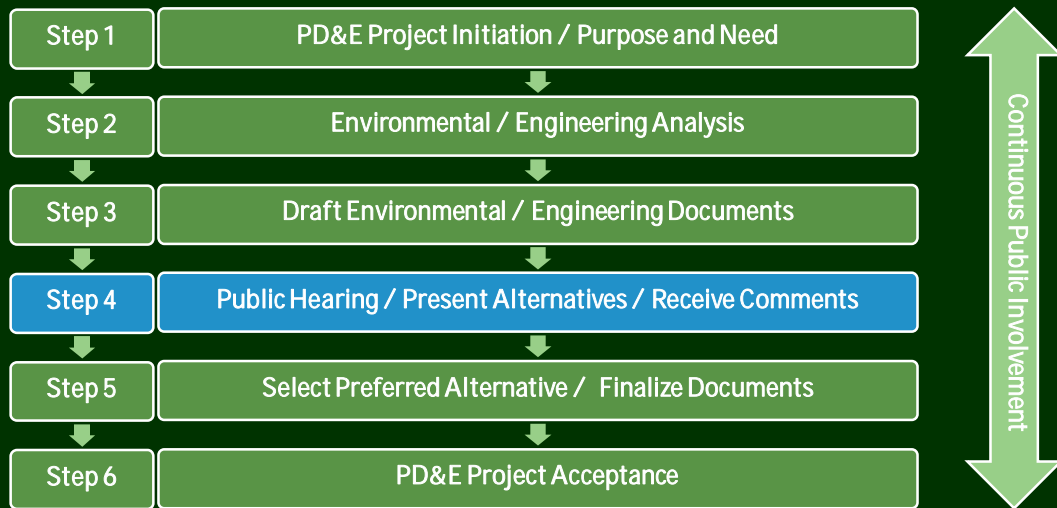 Step 1
PD&E Project Initiation / Purpose and Need
Step 2
Environmental / Engineering Analysis
Step 3
Draft Environmental / Engineering Documents
Step 4
Public Hearing / Present Alternatives / Receive Comments
Step 5
Select Preferred Alternative / Finalize Documents
Step 6
PD&E Project Acceptance
Continuous Public Involvement